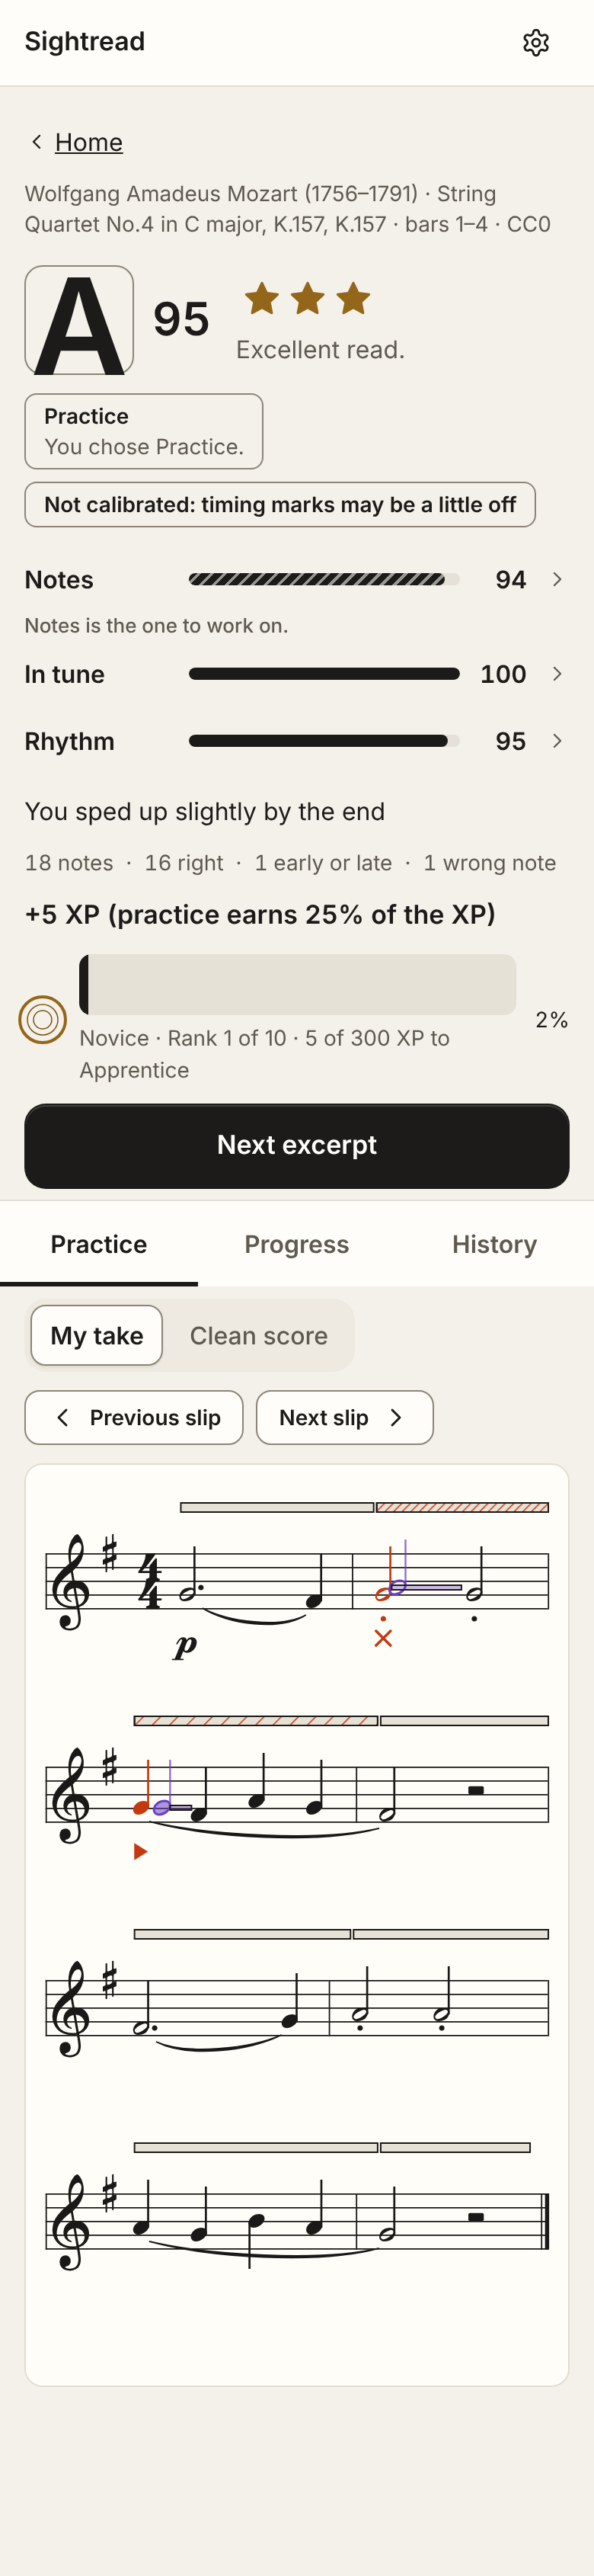 Sightread
Home
Wolfgang Amadeus Mozart (1756–1791) · String
Quartet No.4 in C major, K.157, K.157 · bars 1–4 · CC0
A
95
Excellent read.
Practice
You chose Practice.
Not calibrated: timing marks may be a little off
Notes 94
Notes is the one to work on.
In tune 100
Rhythm 95
You sped up slightly by the end
18 notes · 16 right · 1 early or late · 1 wrong note
+5 XP (practice earns 25% of the XP)
2%
Novice · Rank 1 of 10 · 5 of 300 XP to
Apprentice
Next excerpt
Practice Progress History
My take Clean score
Previous slip Next slip
4
4
p